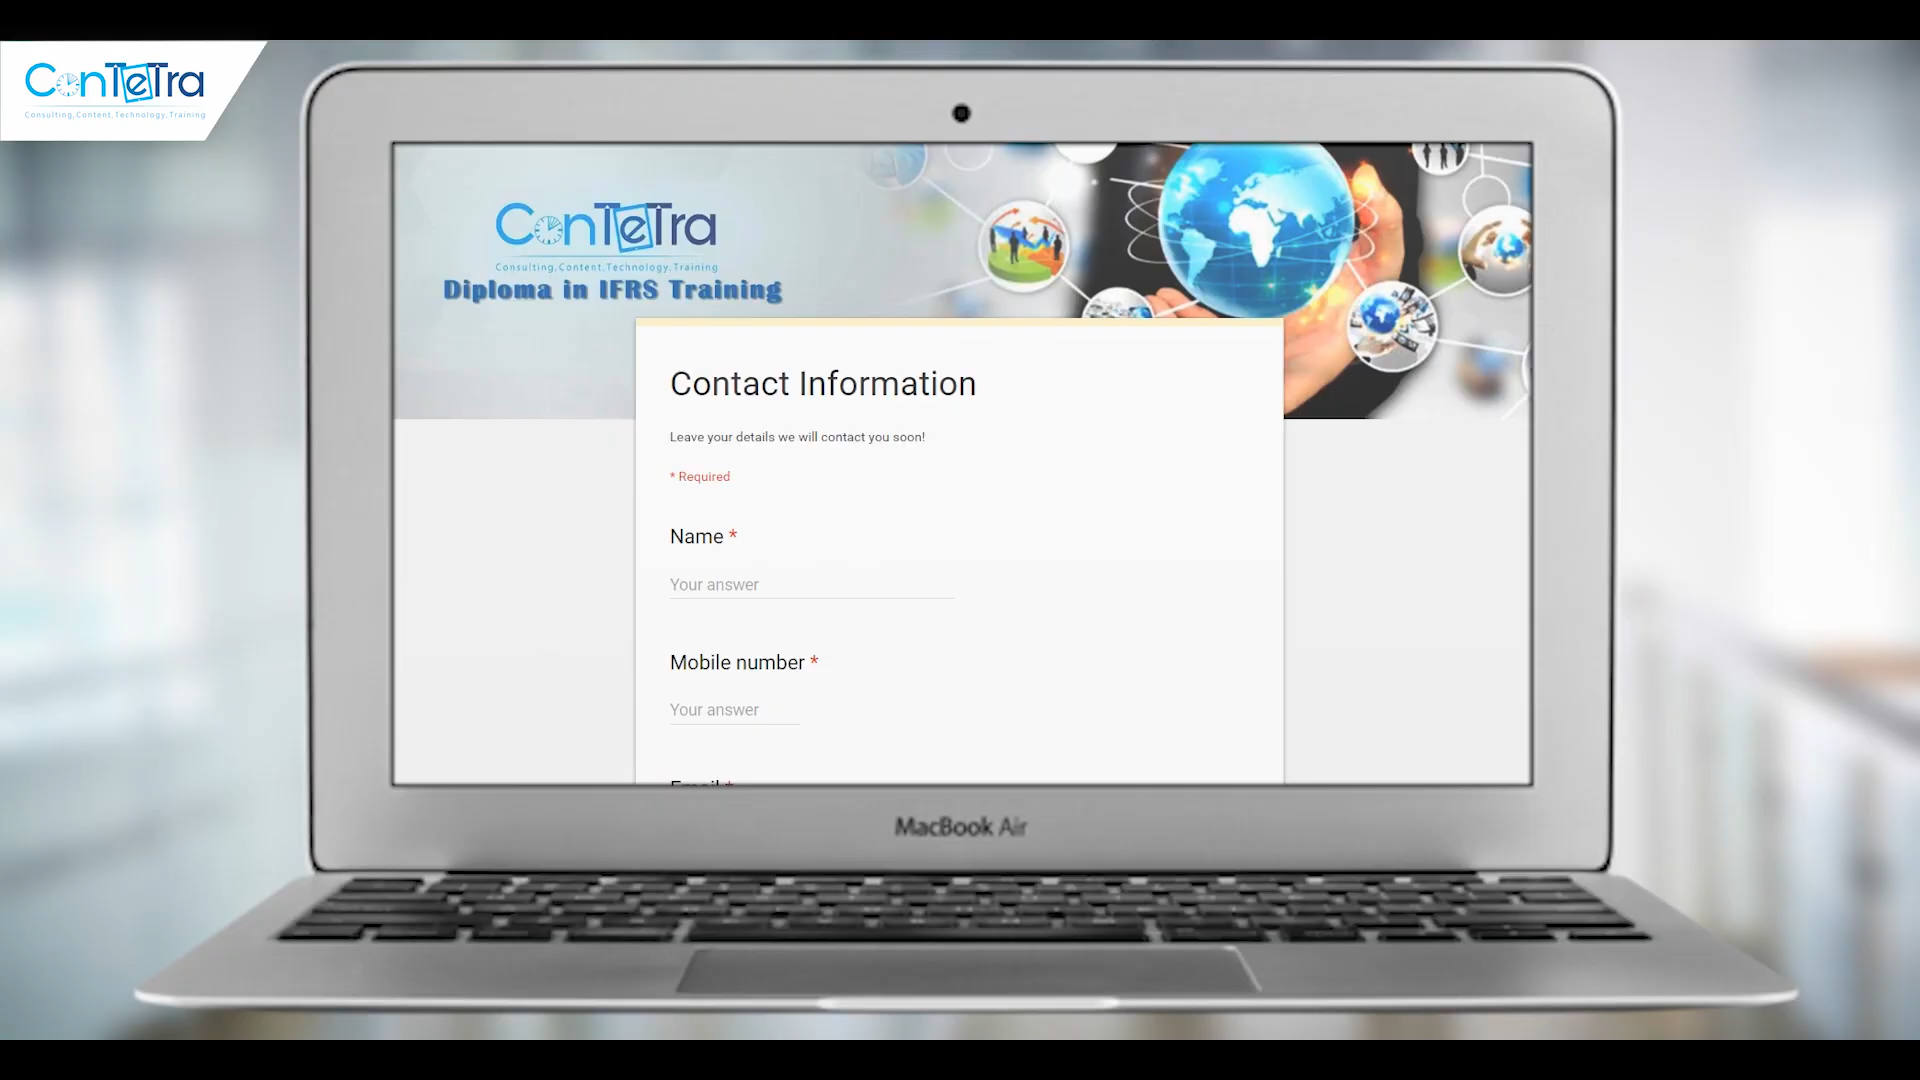 ConTeTra
Consulting,Content,Technology,Training
ConTeTra
Consulting,Content,Technology,Training
Diploma in IFRS Training
Contact Information
Leave your details we will contact you soon!
* Required
Name *
Your answer
Mobile number *
Your answer
Email *
MacBook Air